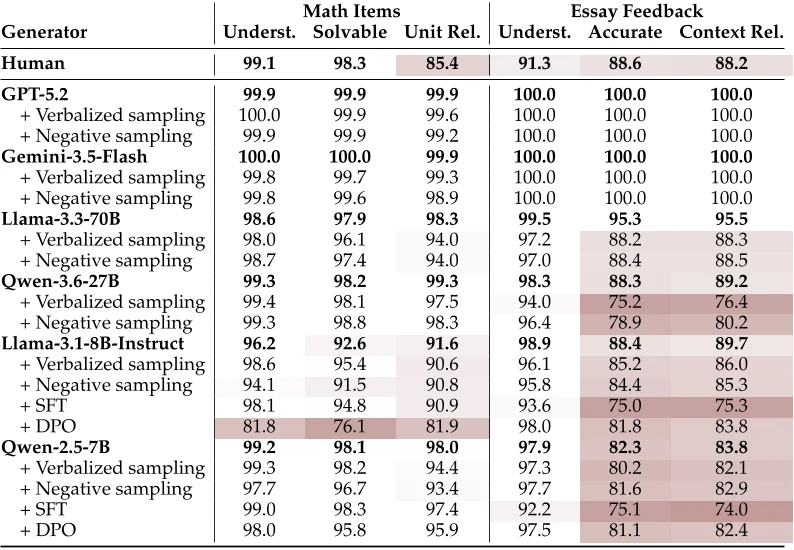 Math Items Essay Feedback
Generator Underst. Solvable Unit Rel. Underst. Accurate Context Rel.
Human 99.1 98.3 85.4 91.3 88.6 88.2
GPT-5.2 99.9 99.9 99.9 100.0 100.0 100.0
+ Verbalized sampling 100.0 99.9 99.6 100.0 100.0 100.0
+ Negative sampling 99.9 99.9 99.2 100.0 100.0 100.0
Gemini-3.5-Flash 100.0 100.0 99.9 100.0 100.0 100.0
+ Verbalized sampling 99.8 99.7 99.3 100.0 100.0 100.0
+ Negative sampling 99.8 99.6 98.9 100.0 100.0 100.0
Llama-3.3-70B 98.6 97.9 98.3 99.5 95.3 95.5
+ Verbalized sampling 98.0 96.1 94.0 97.2 88.2 88.3
+ Negative sampling 98.7 97.4 94.0 97.0 88.4 88.5
Qwen-3.6-27B 99.3 98.2 99.3 98.3 88.3 89.2
+ Verbalized sampling 99.4 98.1 97.5 94.0 75.2 76.4
+ Negative sampling 99.3 98.8 98.3 96.4 78.9 80.2
Llama-3.1-8B-Instruct 96.2 92.6 91.6 98.9 88.4 89.7
+ Verbalized sampling 98.6 95.4 90.6 96.1 85.2 86.0
+ Negative sampling 94.1 91.5 90.8 95.8 84.4 85.3
+ SFT 98.1 94.8 90.9 93.6 75.0 75.3
+ DPO 81.8 76.1 81.9 98.0 81.8 83.8
Qwen-2.5-7B 99.2 98.1 98.0 97.9 82.3 83.8
+ Verbalized sampling 99.3 98.2 94.4 97.3 80.2 82.1
+ Negative sampling 97.7 96.7 93.4 97.7 81.6 82.9
+ SFT 99.0 98.3 97.4 92.2 75.1 74.0
+ DPO 98.0 95.8 95.9 97.5 81.1 82.4